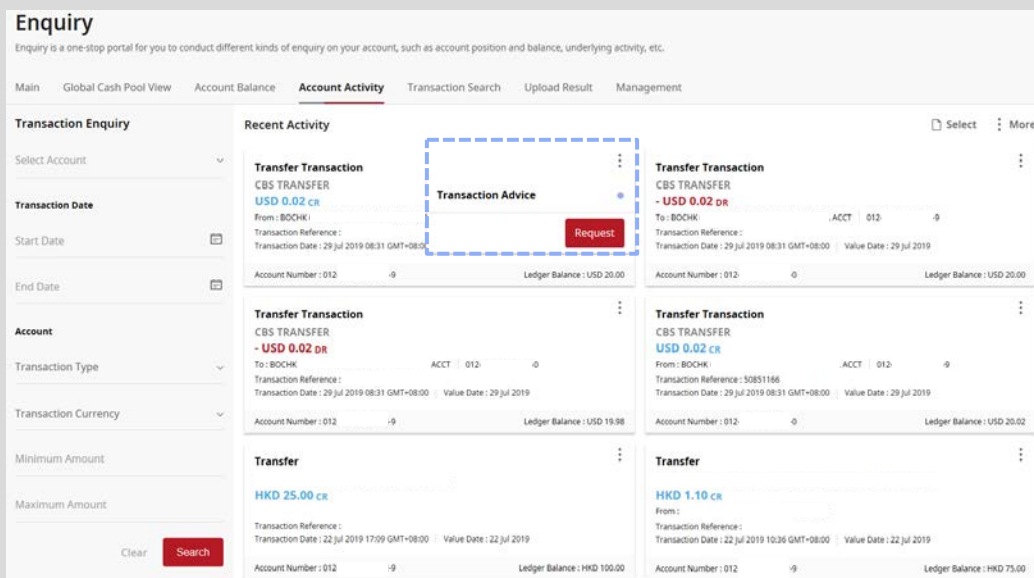 Enquiry
Enquiry is a one-stop portal for you to conduct different kinds of enquiry on your account, such as account position and balance, underlying activity, etc.
Main Global Cash Pool View Account Balance Account Activity Transaction Search Upload Result Management
Transaction Enquiry
Select Account
Transaction Date
Start Date
End Date
Account
Transaction Type
Transaction Currency
Minimum Amount
Maximum Amount
Clear Search
Recent Activity Select More
Transfer Transaction
CBS TRANSFER
USD 0.02 CR
From : BOCHK
Transaction Reference :
Transaction Date : 29 Jul 2019 08:31 GMT+08:00
Account Number : 012- -9 Ledger Balance : USD 20.00
Transaction Advice
Request
Transfer Transaction
CBS TRANSFER
- USD 0.02 DR
To : BOCHK .ACCT 012- -9
Transaction Reference :
Transaction Date : 29 Jul 2019 08:31 GMT+08:00 Value Date : 29 Jul 2019
Account Number : 012- -0 Ledger Balance : USD 20.00
Transfer Transaction
CBS TRANSFER
- USD 0.02 DR
To : BOCHK ACCT 012- -0
Transaction Reference :
Transaction Date : 29 Jul 2019 08:31 GMT+08:00 Value Date : 29 Jul 2019
Account Number : 012 -9 Ledger Balance : USD 19.98
Transfer Transaction
CBS TRANSFER
USD 0.02 CR
From : BOCHK .ACCT 012- -9
Transaction Reference : 50851166
Transaction Date : 29 Jul 2019 08:31 GMT+08:00 Value Date : 29 Jul 2019
Account Number : 012- -0 Ledger Balance : USD 20.02
Transfer
HKD 25.00 CR
Transaction Reference :
Transaction Date : 22 Jul 2019 17:09 GMT+08:00 Value Date : 22 Jul 2019
Account Number : 012 -9 Ledger Balance : HKD 100.00
Transfer
HKD 1.10 CR
From :
Transaction Reference :
Transaction Date : 22 Jul 2019 10:36 GMT+08:00 Value Date : 22 Jul 2019
Account Number : 012 -9 Ledger Balance : HKD 75.00